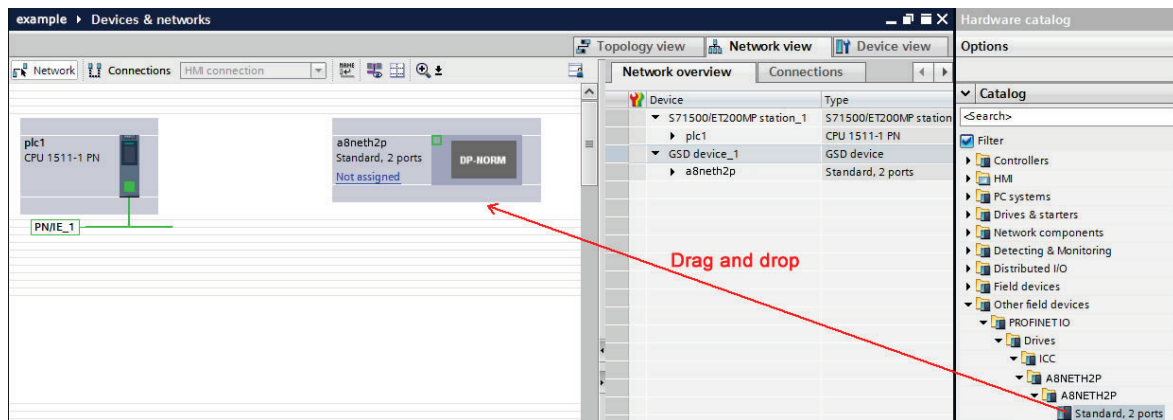 example ▸ Devices & networks
Topology view Network view Device view
Network Connections HMI connection
Network overview Connections
Device Type
S71500/ET200MP station_1 S71500/ET200MP station
plc1 CPU 1511-1 PN
GSD device_1 GSD device
a8neth2p Standard, 2 ports
plc1
CPU 1511-1 PN
PN/IE_1
a8neth2p
Standard, 2 ports
Not assigned
DP-NORM
Drag and drop
Hardware catalog
Options
Catalog
<Search>
Filter
Controllers
HMI
PC systems
Drives & starters
Network components
Detecting & Monitoring
Distributed I/O
Field devices
Other field devices
PROFINET IO
Drives
ICC
A8NETH2P
A8NETH2P
Standard, 2 ports